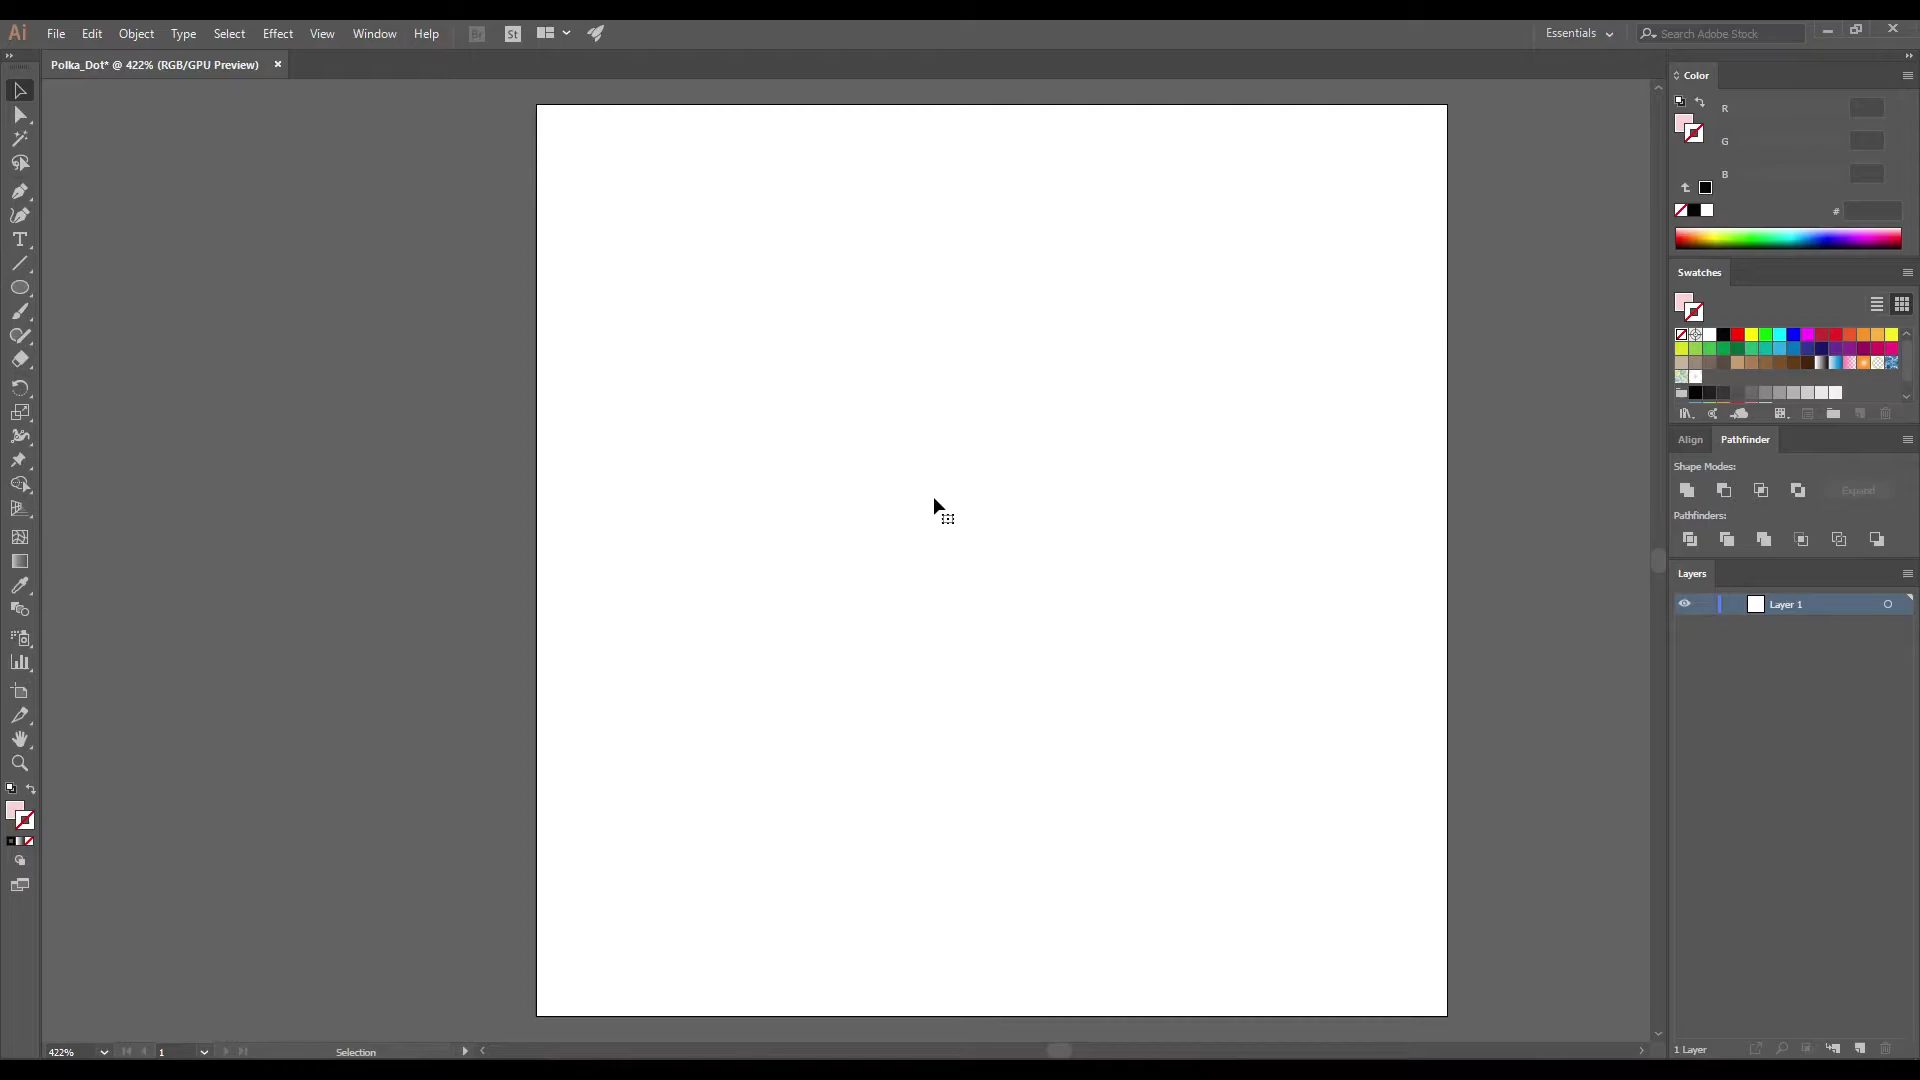 Ai File Edit Object Type Select Effect View Window Help Br St Essentials Search Adobe Stock
Polka_Dot* @ 422% (RGB/GPU Preview) ×
Color
R
G
B
#
Swatches
Align Pathfinder
Shape Modes:
Expand
Pathfinders:
Layers
Layer 1
422% 1 Selection
1 Layer